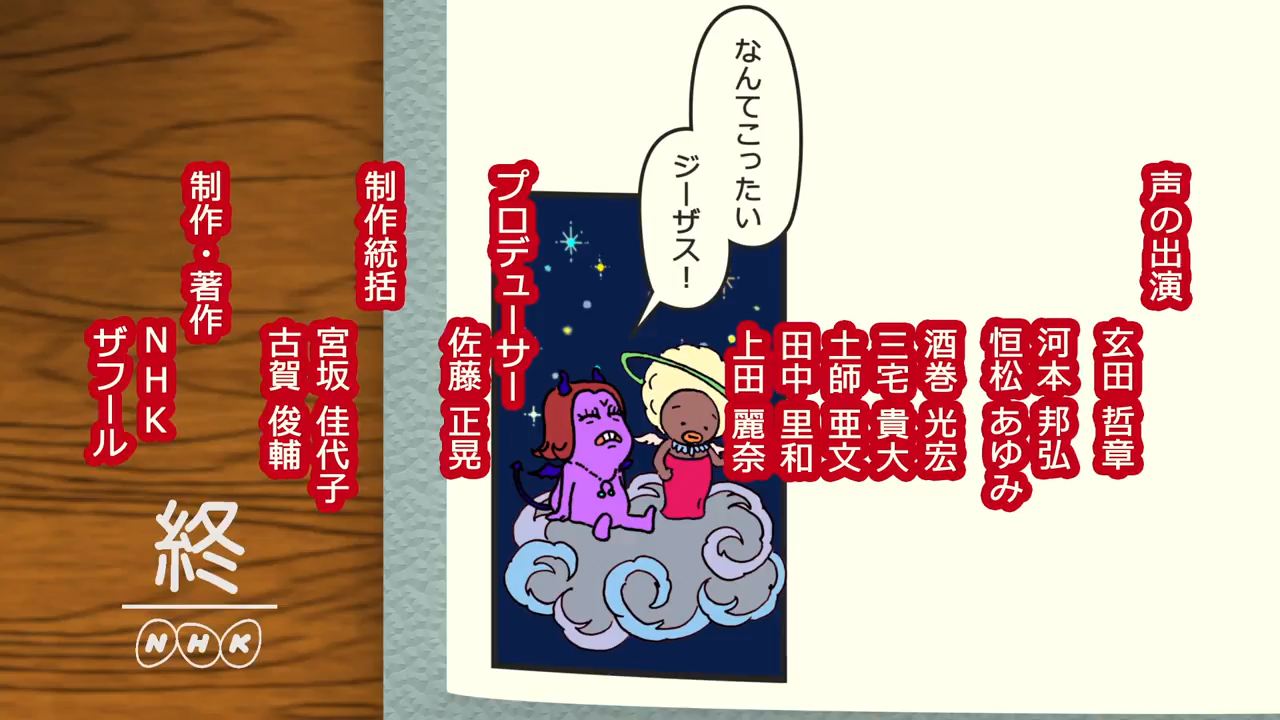 なんてこったい
ジーザス！
声の出演
玄田 哲章
河本 邦弘
恒松 あゆみ
酒巻 光宏
三宅 貴大
土師 亜文
田中 里和
上田 麗奈
プロデューサー
佐藤 正晃
制作統括
宮坂 佳代子
古賀 俊輔
制作・著作
NHK
ザフール
終
NHK